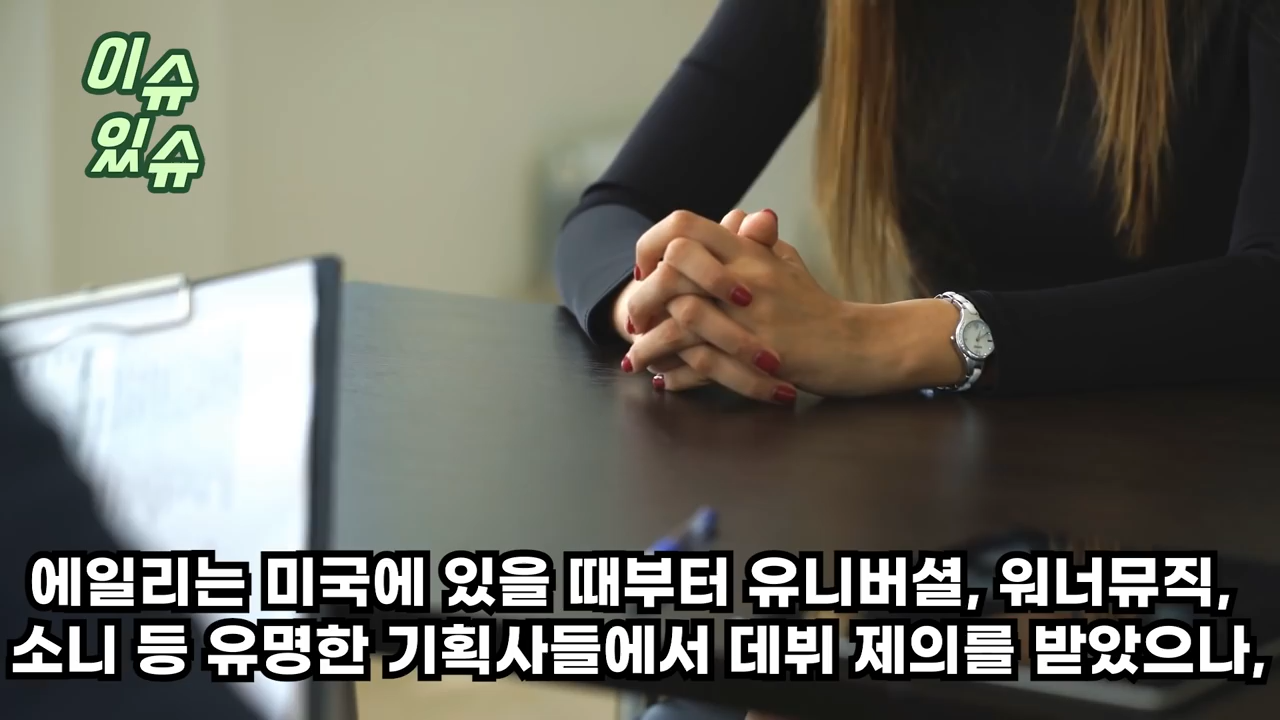 이슈
있슈
에일리는 미국에 있을 때부터 유니버셜, 워너뮤직,
소니 등 유명한 기획사들에서 데뷔 제의를 받았으나,